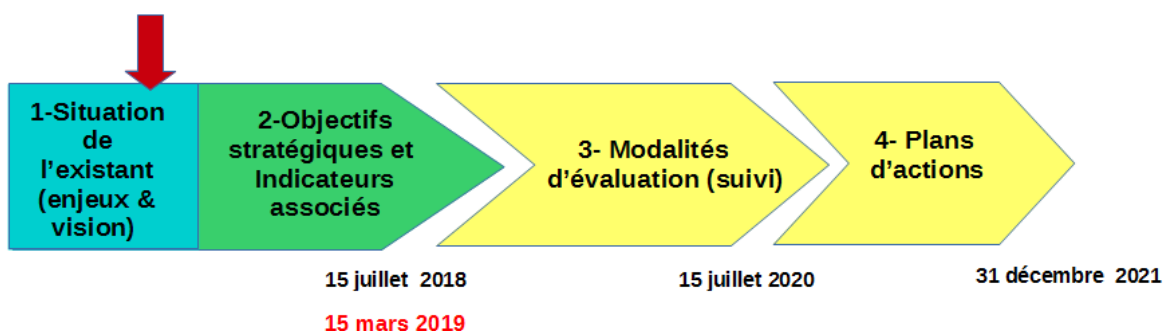 1-Situation
de
l'existant
(enjeux &
vision)
2-Objectifs
stratégiques et
Indicateurs
associés
3- Modalités
d'évaluation (suivi)
4- Plans
d'actions
15 juillet 2018
15 mars 2019
15 juillet 2020
31 décembre 2021